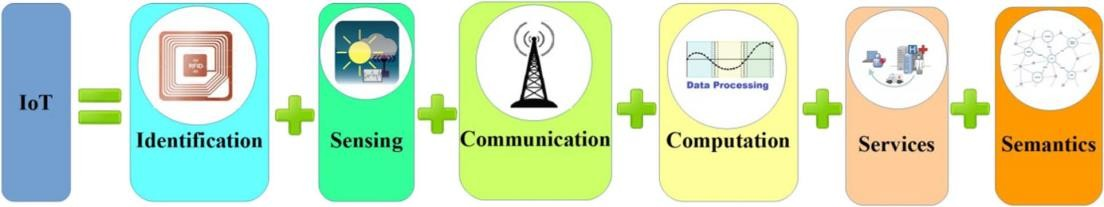 IoT
RFID
Identification
Sensing
Communication
Data Processing
Computation
H
Services
Semantics